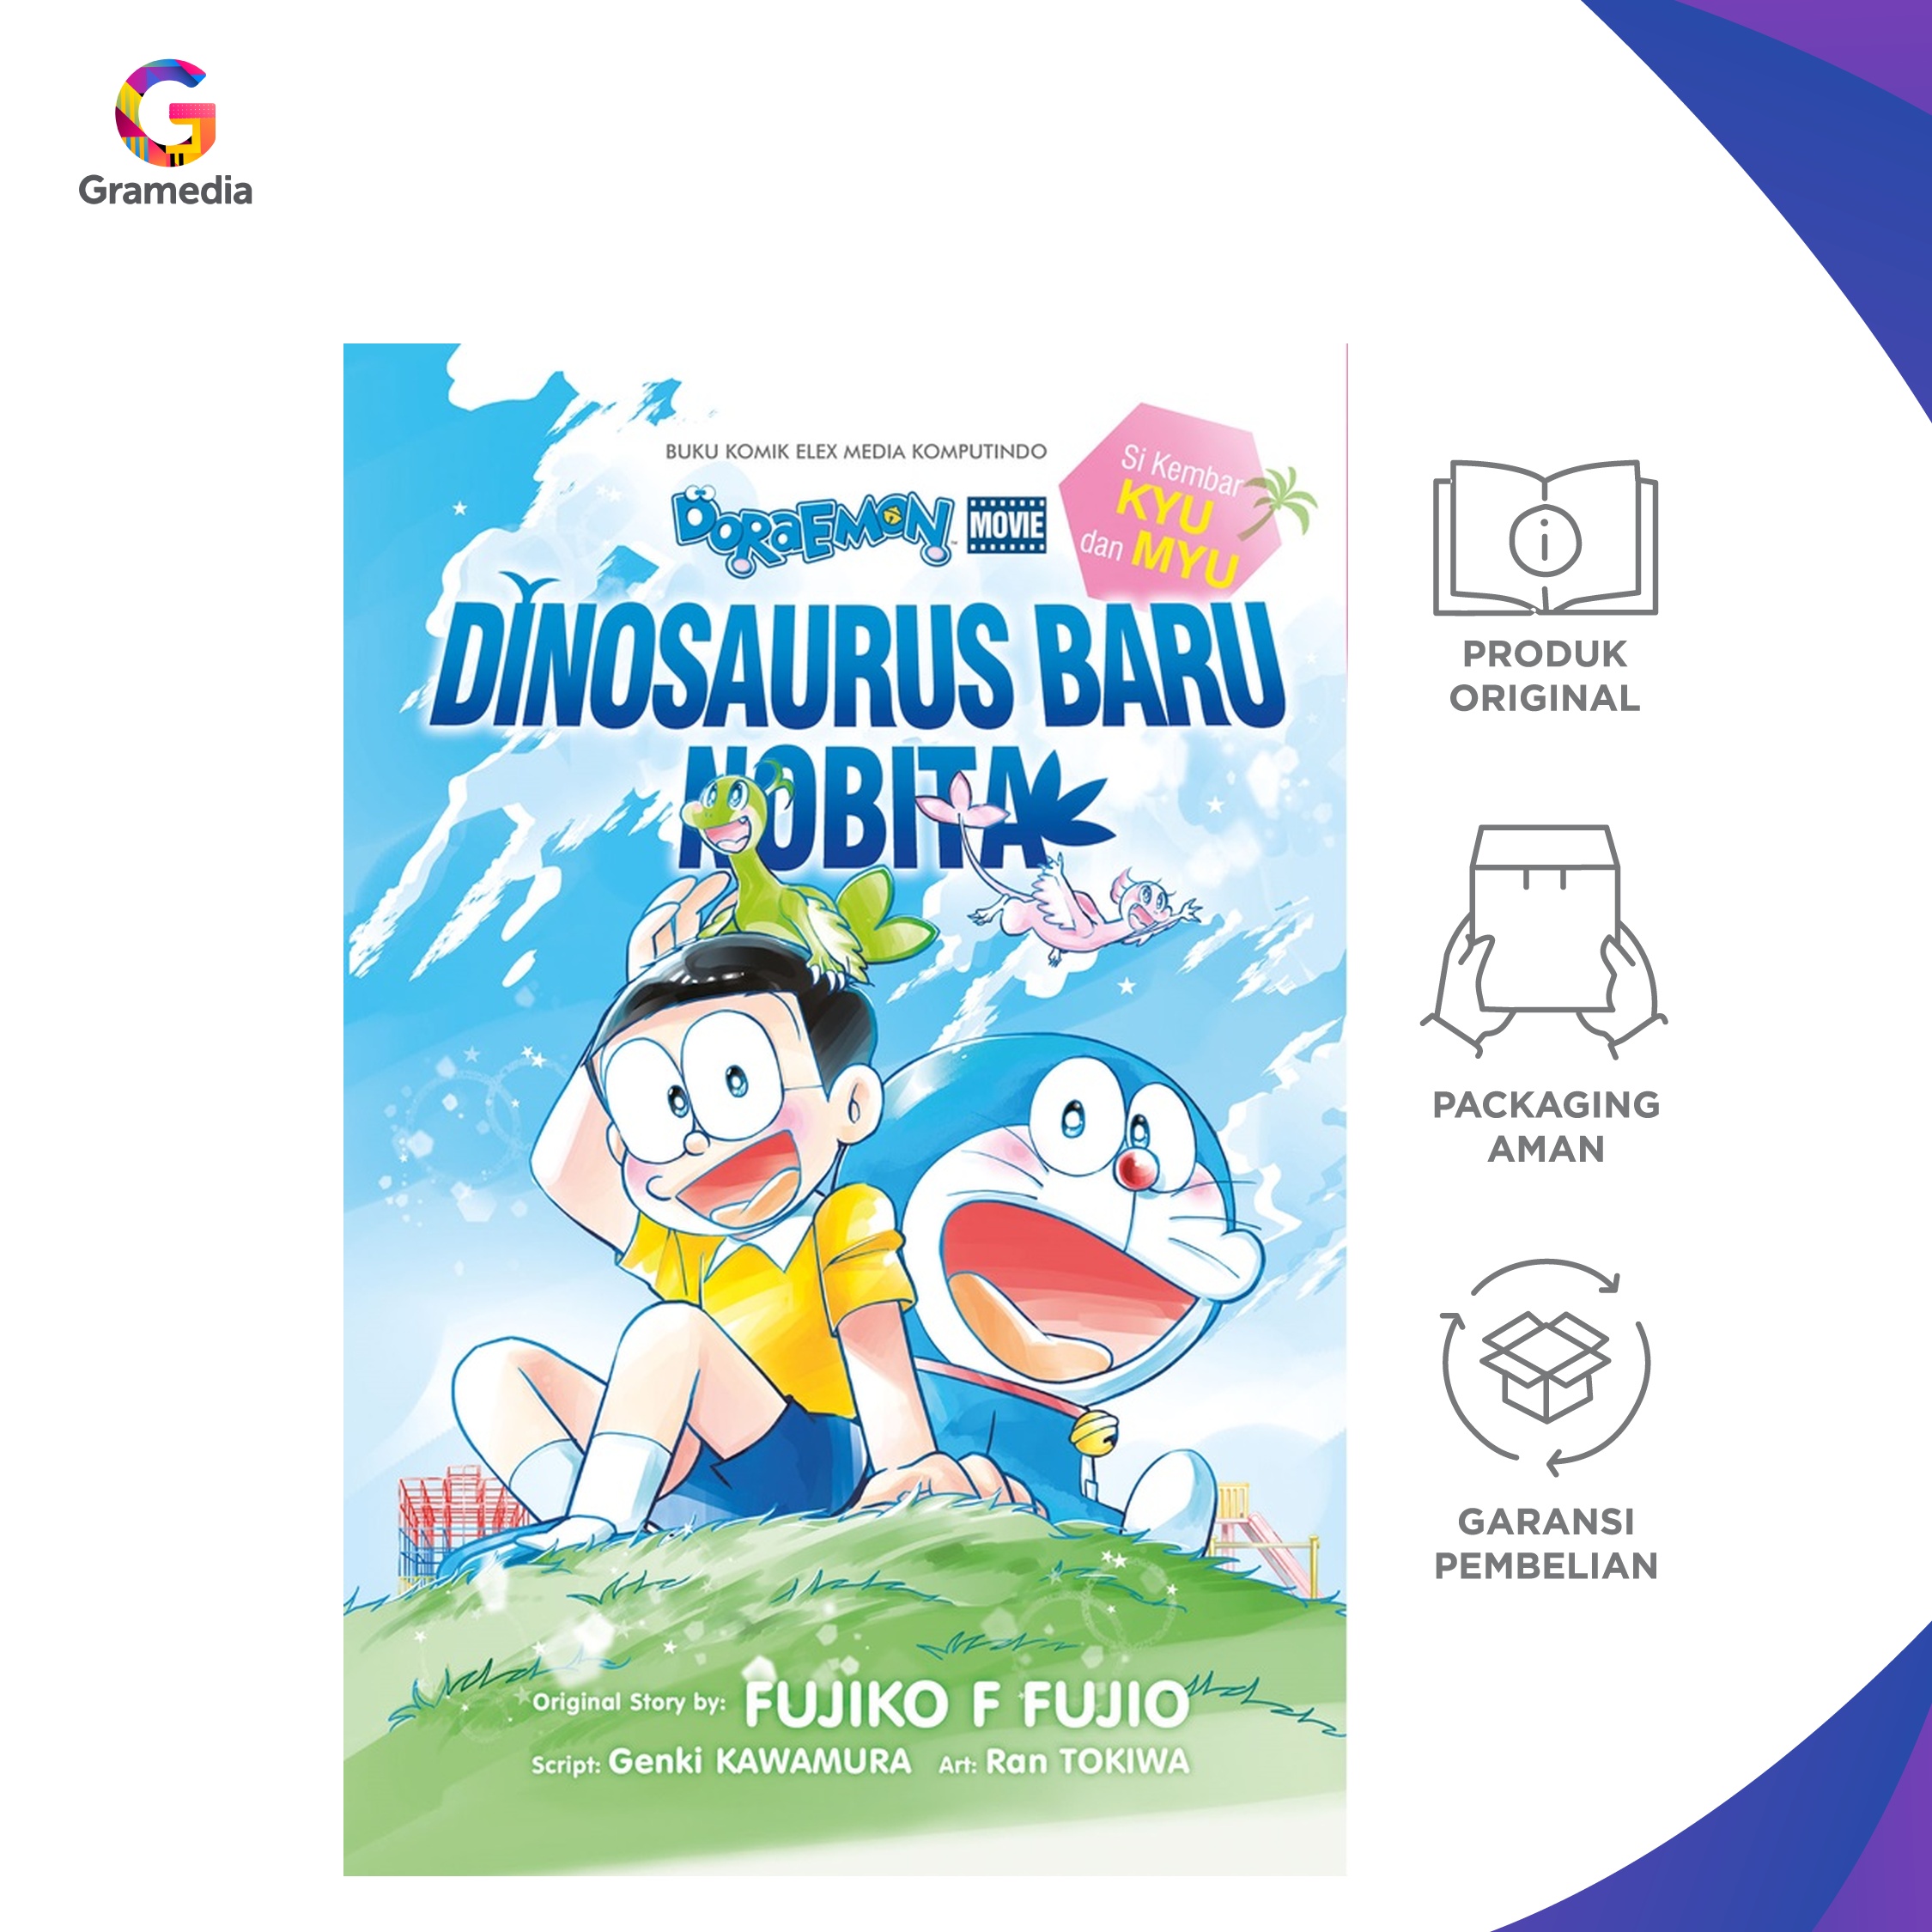 Gramedia
BUKU KOMIK ELEX MEDIA KOMPUTINDO
DORAEMON MOVIE
Si Kembar
KYU
dan MYU
DINOSAURUS BARU
NOBITA
Original Story by: FUJIKO F FUJIO
Script: Genki KAWAMURA Art: Ran TOKIWA
PRODUK
ORIGINAL
PACKAGING
AMAN
GARANSI
PEMBELIAN